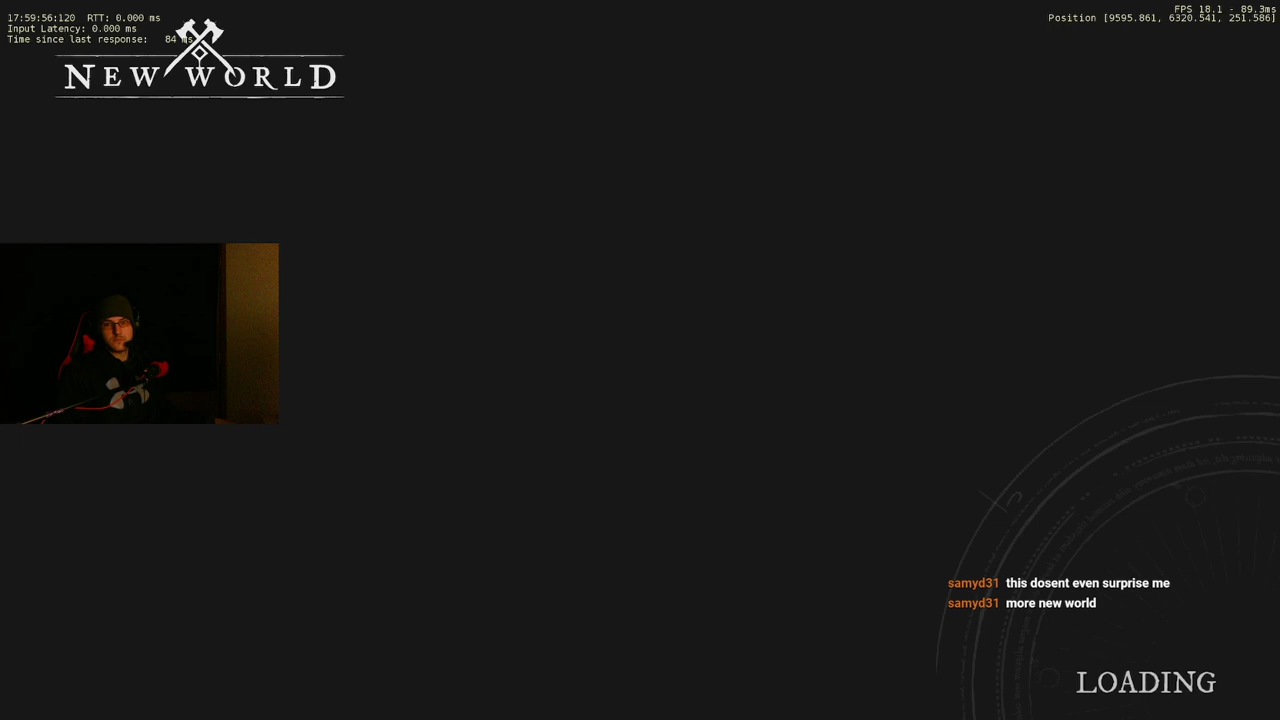 17:59:56:120 RTT: 0.000 ms
Input Latency: 0.000 ms
Time since last response: 84 ms
FPS 18.1 - 89.3ms
Position [9595.861, 6320.541, 251.586]
NEW WORLD
samyd31 this dosent even surprise me
samyd31 more new world
LOADING